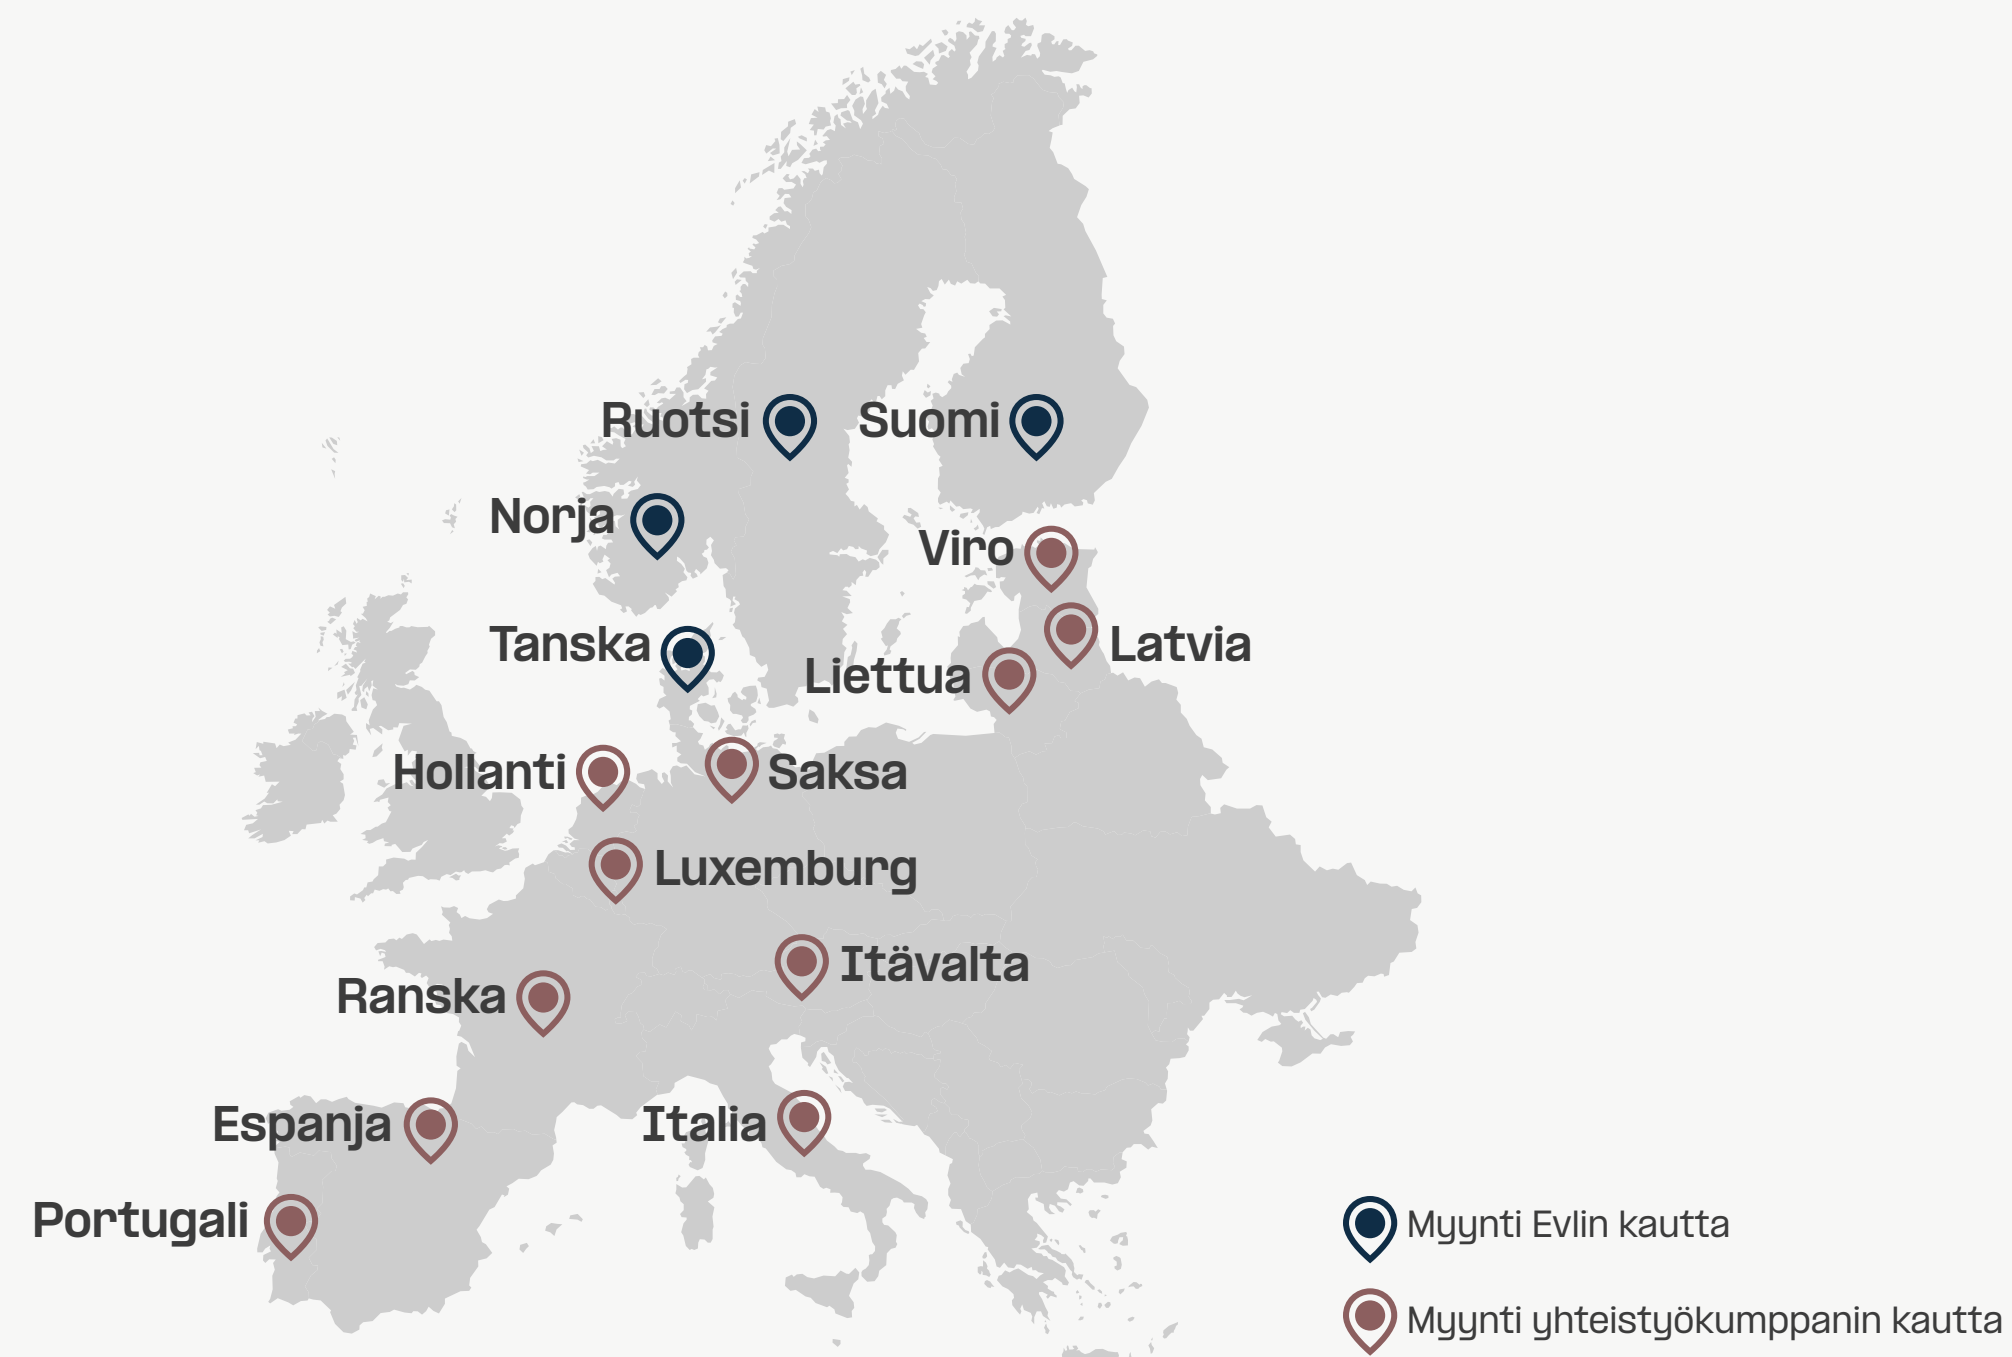 Ruotsi
Suomi
Norja
Viro
Tanska
Latvia
Liettua
Hollanti
Saksa
Luxemburg
Itävalta
Ranska
Espanja
Italia
Portugali
Myynti Evlin kautta
Myynti yhteistyökumppanin kautta